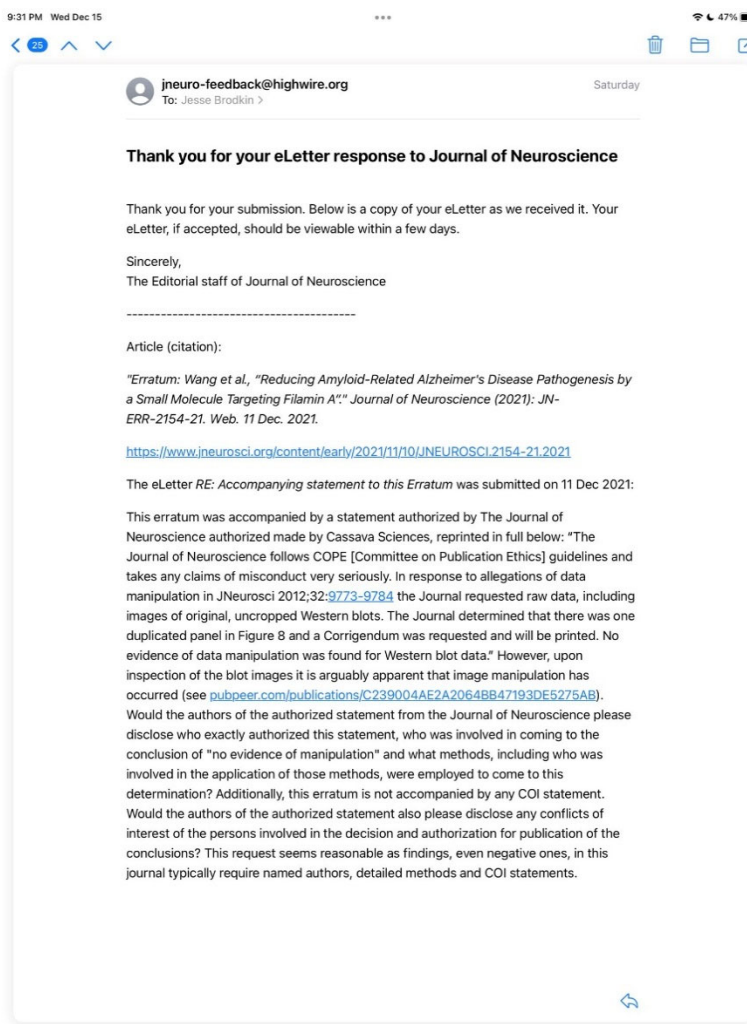 9:31 PM Wed Dec 15
47%
25
jneuro-feedback@highwire.org
Saturday
To: Jesse Brodkin >
Thank you for your eLetter response to Journal of Neuroscience
Thank you for your submission. Below is a copy of your eLetter as we received it. Your
eLetter, if accepted, should be viewable within a few days.
Sincerely,
The Editorial staff of Journal of Neuroscience
----------------------------------------
Article (citation):
"Erratum: Wang et al., "Reducing Amyloid-Related Alzheimer's Disease Pathogenesis by
a Small Molecule Targeting Filamin A"." Journal of Neuroscience (2021): JN-
ERR-2154-21. Web. 11 Dec. 2021.
https://www.jneurosci.org/content/early/2021/11/10/JNEUROSCI.2154-21.2021
The eLetter RE: Accompanying statement to this Erratum was submitted on 11 Dec 2021:
This erratum was accompanied by a statement authorized by The Journal of
Neuroscience authorized made by Cassava Sciences, reprinted in full below: "The
Journal of Neuroscience follows COPE [Committee on Publication Ethics] guidelines and
takes any claims of misconduct very seriously. In response to allegations of data
manipulation in JNeurosci 2012;32:9773-9784 the Journal requested raw data, including
images of original, uncropped Western blots. The Journal determined that there was one
duplicated panel in Figure 8 and a Corrigendum was requested and will be printed. No
evidence of data manipulation was found for Western blot data." However, upon
inspection of the blot images it is arguably apparent that image manipulation has
occurred (see pubpeer.com/publications/C239004AE2A2064BB47193DE5275AB).
Would the authors of the authorized statement from the Journal of Neuroscience please
disclose who exactly authorized this statement, who was involved in coming to the
conclusion of "no evidence of manipulation" and what methods, including who was
involved in the application of those methods, were employed to come to this
determination? Additionally, this erratum is not accompanied by any COI statement.
Would the authors of the authorized statement also please disclose any conflicts of
interest of the persons involved in the decision and authorization for publication of the
conclusions? This request seems reasonable as findings, even negative ones, in this
journal typically require named authors, detailed methods and COI statements.